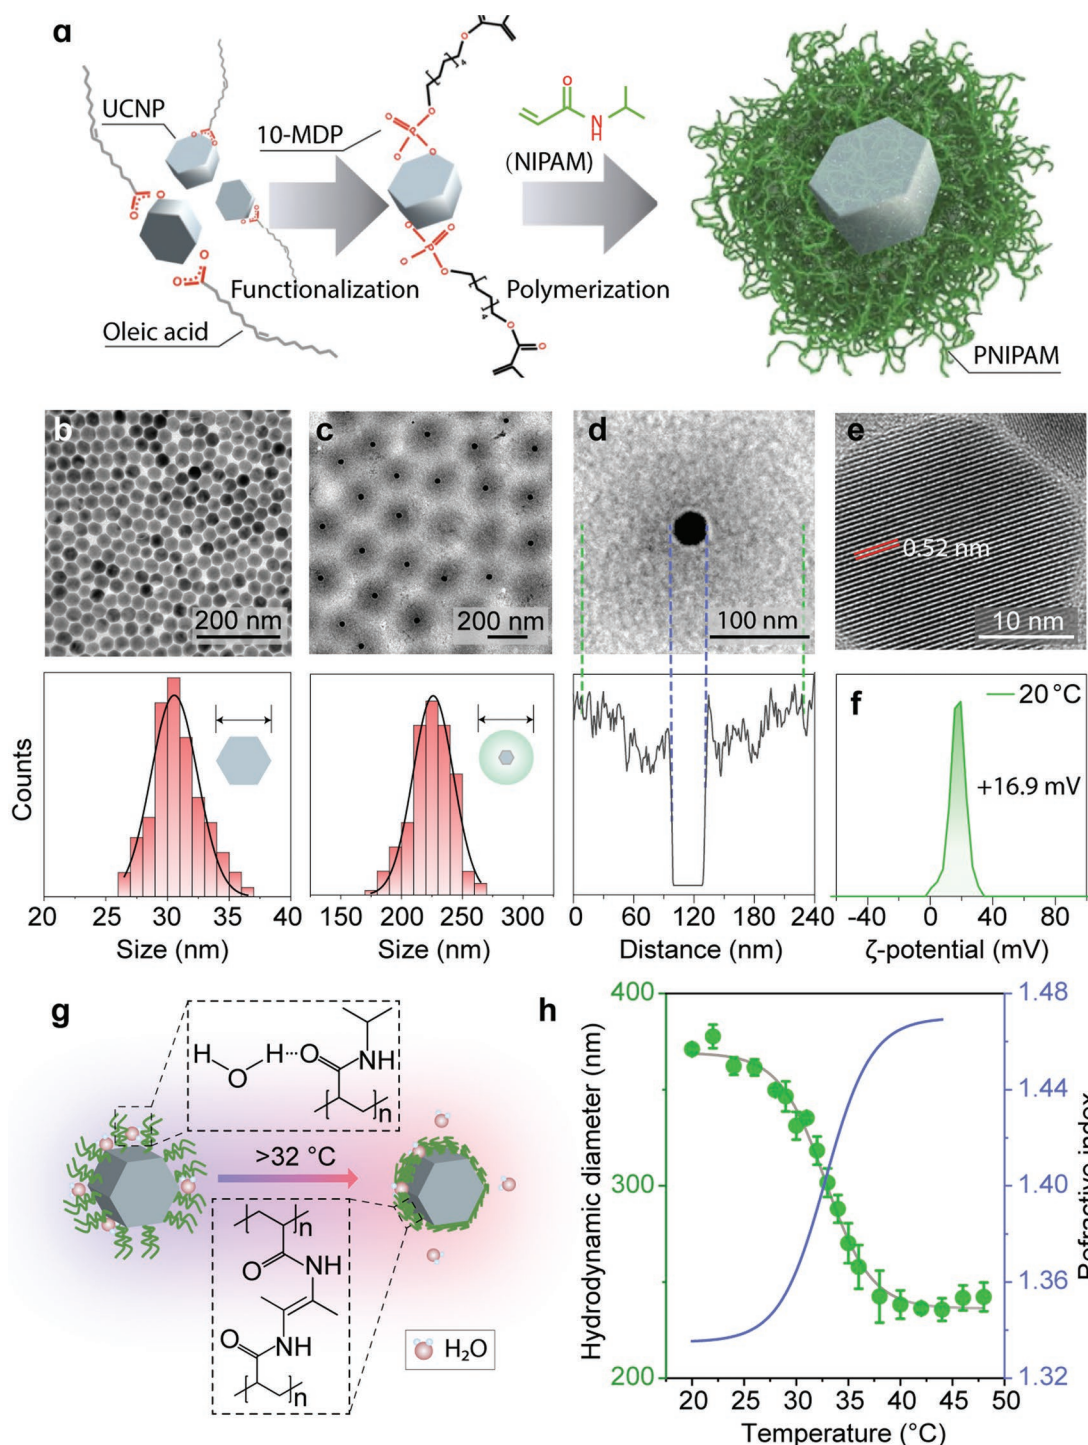 a
UCNP
10-MDP
O
O
O
O
O
O
P
O
O
O
O
4
O
O
O
P
O
O
O
4
O
O
O
N
H
(NIPAM)
Functionalization
Polymerization
Oleic acid
PNIPAM
b
200 nm
c
200 nm
d
100 nm
e
0.52 nm
10 nm
Counts
20 30 40
Size (nm)
150 200 250 300
Size (nm)
0 60 120 180 240
Distance (nm)
f
20 °C
+16.9 mV
-40 0 40 80
ζ-potential (mV)
g
H H···O NH
O
n
>32 °C
n
O NH
O NH
n
H₂O
h
Hydrodynamic diameter (nm)
400
300
200
20 25 30 35 40 45 50
Temperature (°C)
1.48
1.44
1.40
1.36
1.32
Refractive index